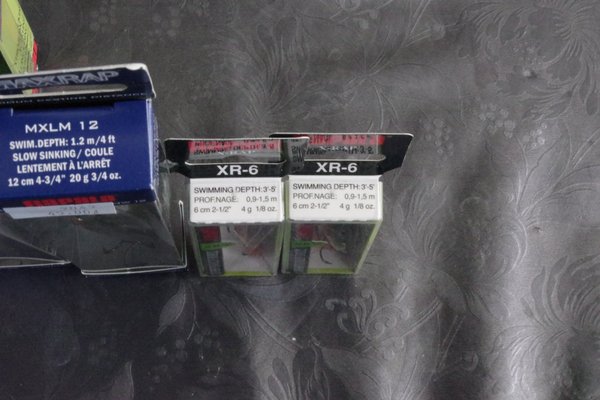 MAXRAP
MXLM 12
SWIM.DEPTH: 1.2 m/4 ft
SLOW SINKING / COULE
LENTEMENT À L'ARRÊT
12 cm 4-3/4" 20 g 3/4 oz.
XR-6
SWIMMING DEPTH: 3'-5'
PROF.NAGE: 0,9-1,5 m
6 cm 2-1/2" 4 g 1/8 oz.
XR-6
SWIMMING DEPTH: 3'-5'
PROF.NAGE: 0,9-1,5 m
6 cm 2-1/2" 4 g 1/8 oz.